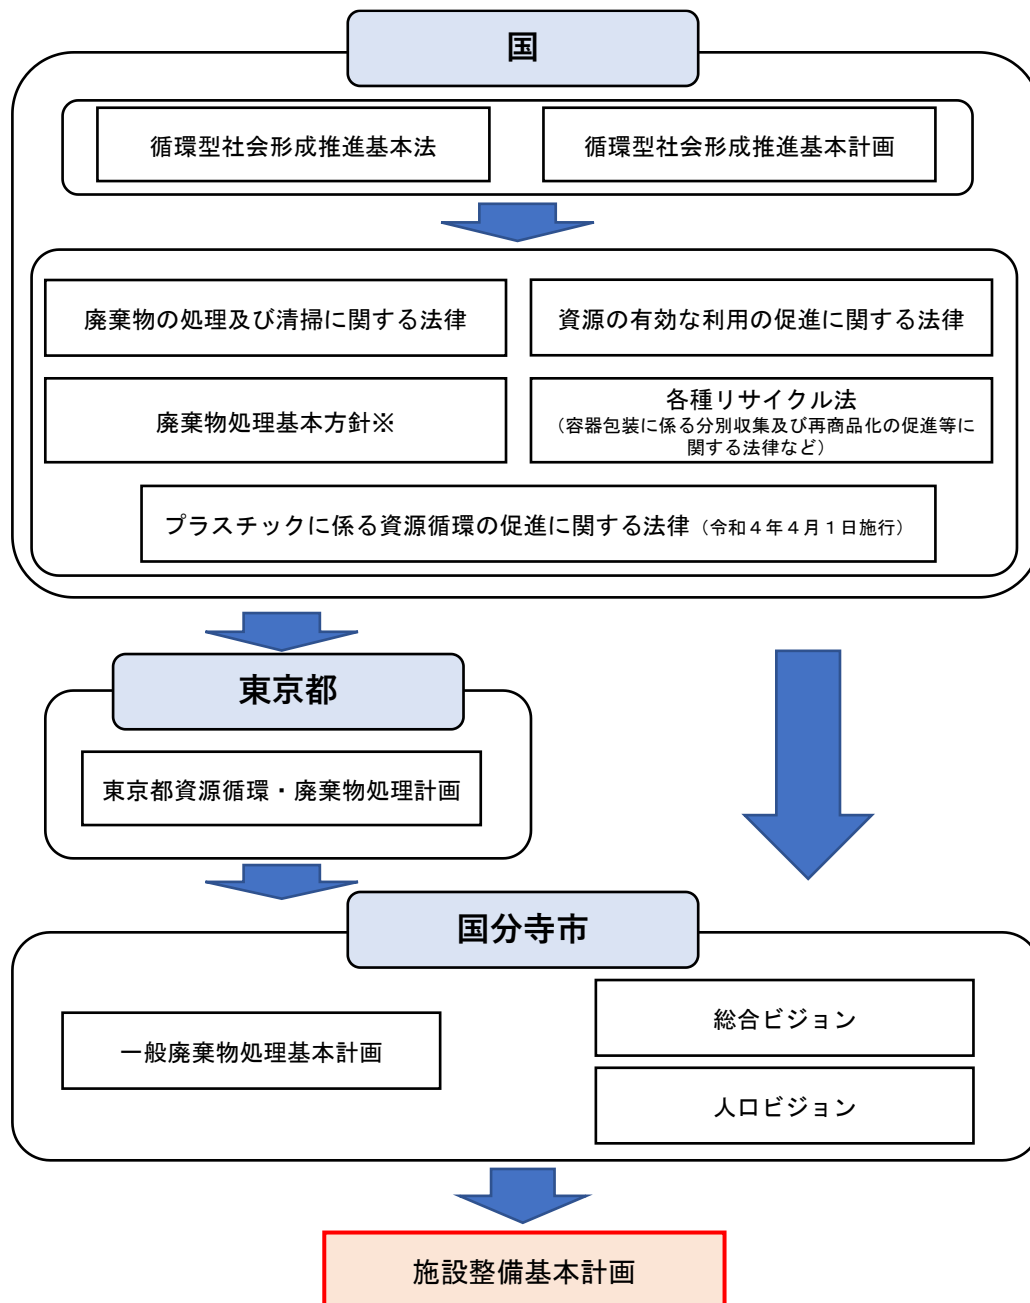 国
循環型社会形成推進基本法
循環型社会形成推進基本計画
廃棄物の処理及び清掃に関する法律
資源の有効な利用の促進に関する法律
廃棄物処理基本方針※
各種リサイクル法
（容器包装に係る分別収集及び再商品化の促進等に
関する法律など）
プラスチックに係る資源循環の促進に関する法律（令和４年４月１日施行）
東京都
東京都資源循環・廃棄物処理計画
国分寺市
一般廃棄物処理基本計画
総合ビジョン
人口ビジョン
施設整備基本計画